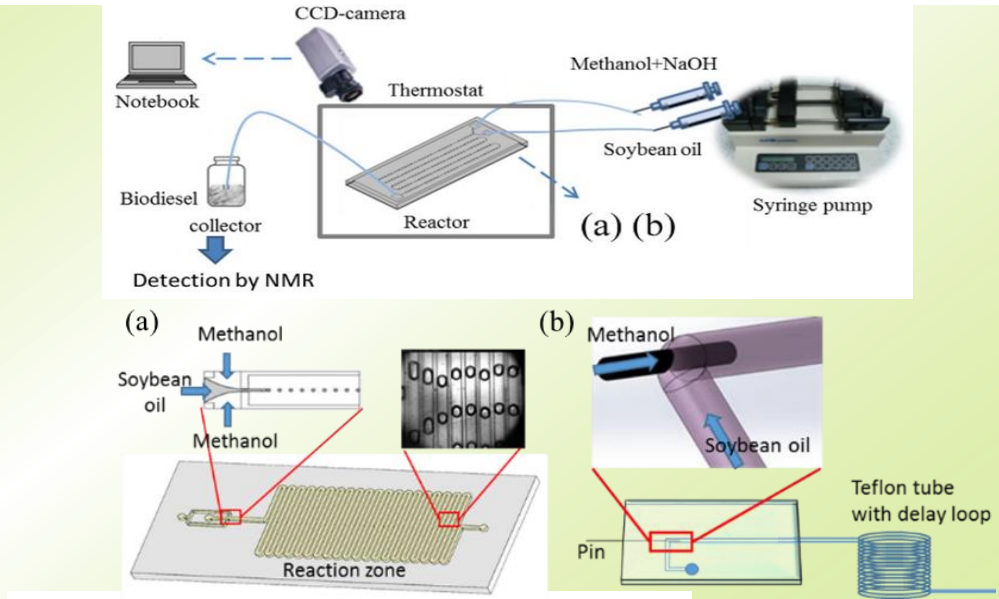 CCD-camera
Methanol+NaOH
Notebook
Thermostat
Soybean oil
Biodiesel
collector
Reactor
Syringe pump
(a) (b)
Detection by NMR
(a)
(b)
Methanol
Methanol
Soybean
oil
Methanol
Soybean oil
Teflon tube
with delay loop
Pin
Reaction zone